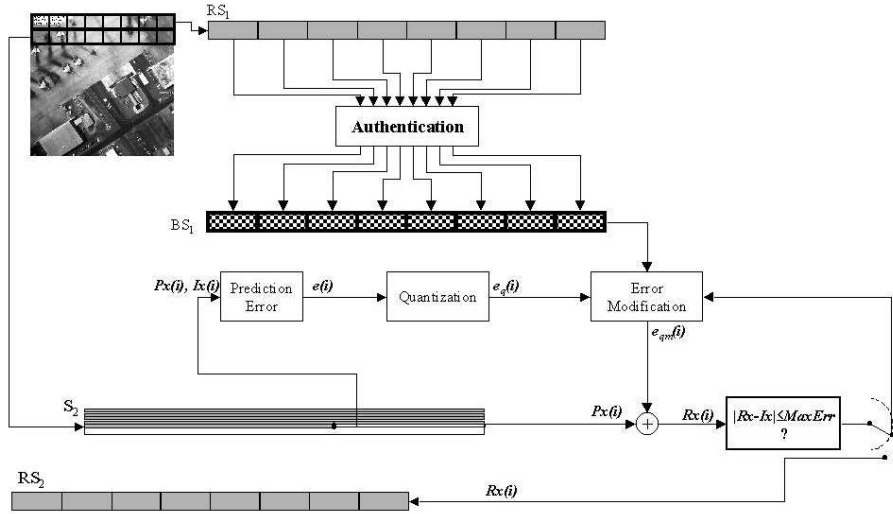 RS1
Authentication
BS1
Px(i), Ix(i)
Prediction
Error
e(i)
Quantization
eq(i)
Error
Modification
eqm(i)
S2
Px(i)
Rx(i)
|Rx-Ix|≤MaxErr
?
RS2
Rx(i)